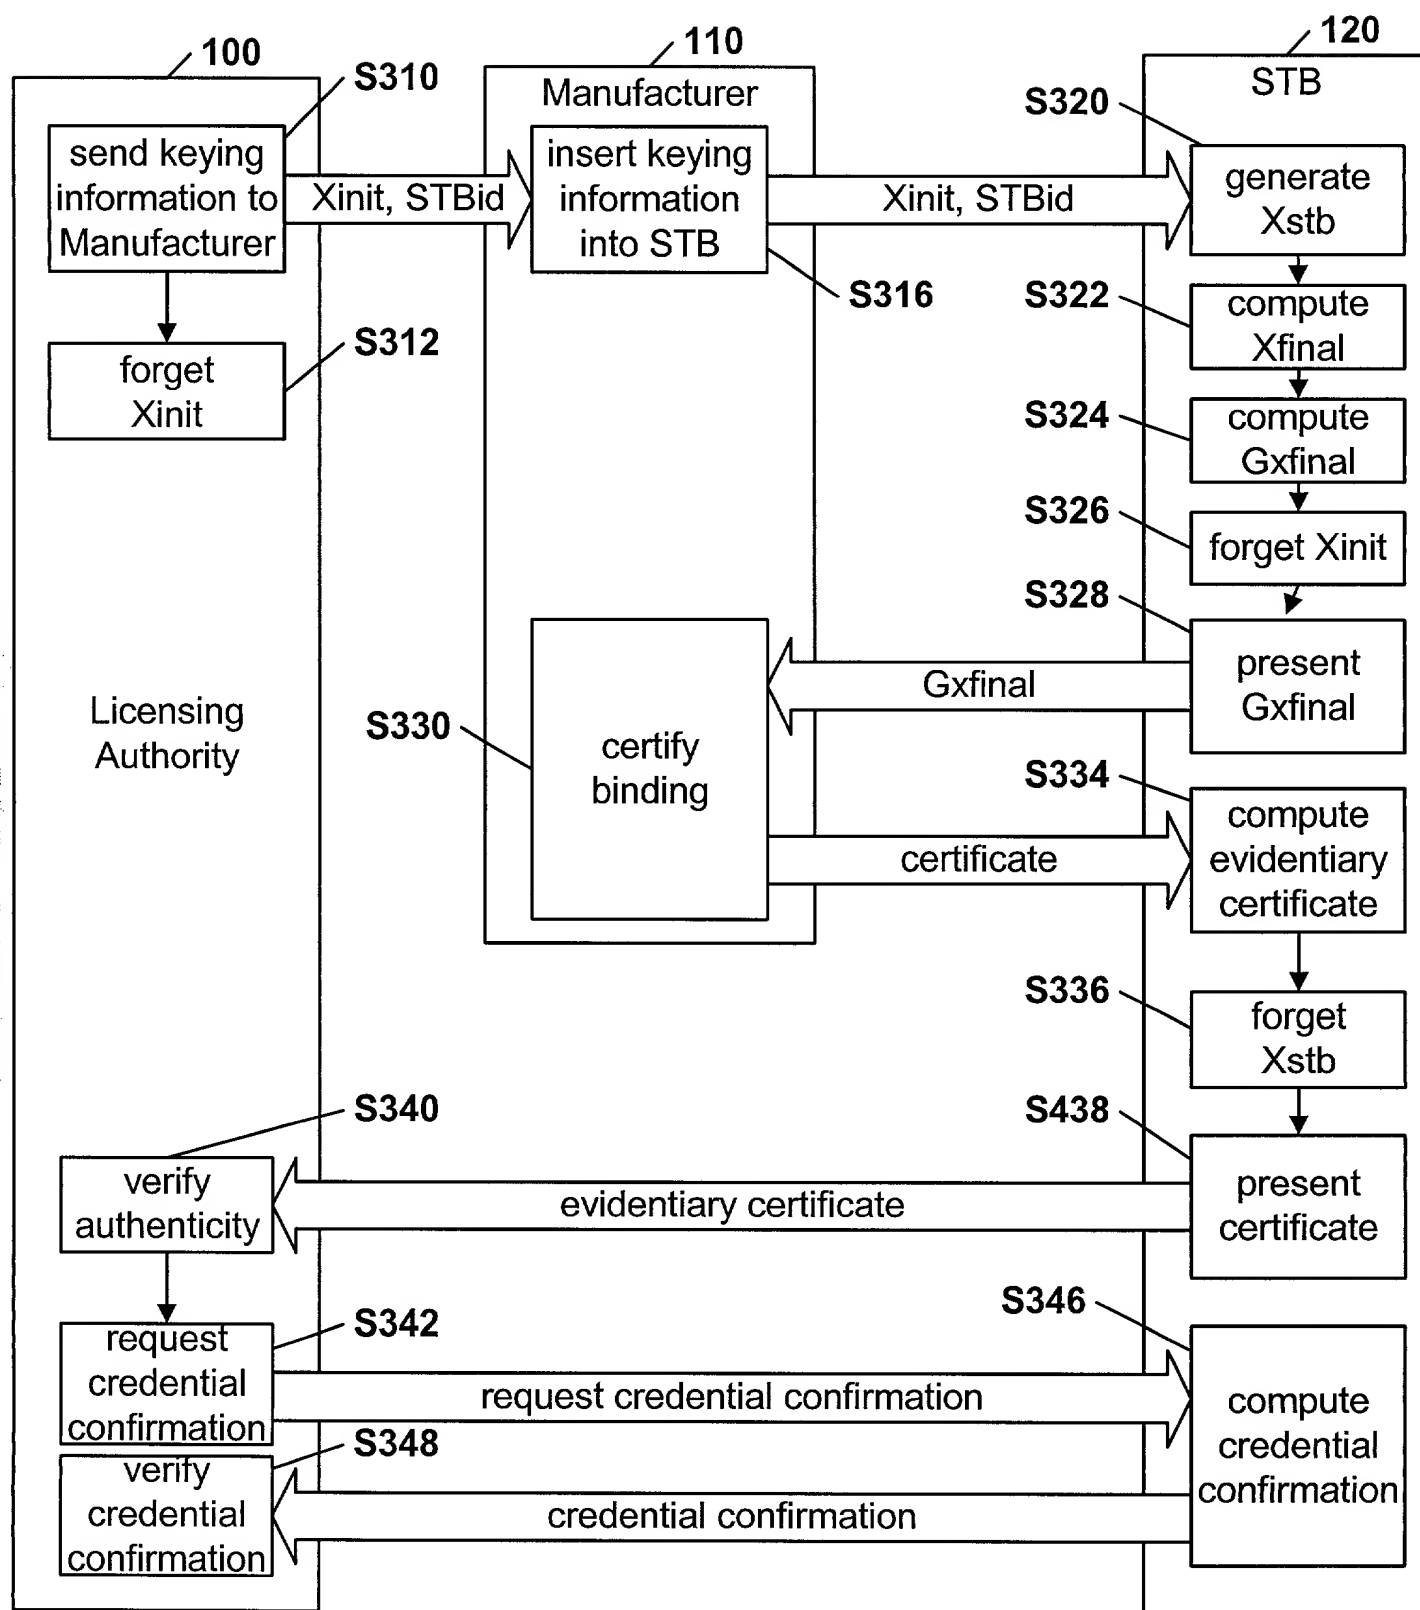 100
110
120
S310
Manufacturer
STB
S320
send keying
information to
Manufacturer
Xinit, STBid
insert keying
information
into STB
Xinit, STBid
generate
Xstb
S316
S322
compute
Xfinal
S312
forget
Xinit
S324
compute
Gxfinal
S326
forget Xinit
S328
present
Gxfinal
Gxfinal
Licensing
Authority
S330
certify
binding
S334
compute
evidentiary
certificate
certificate
S336
forget
Xstb
S340
S438
verify
authenticity
evidentiary certificate
present
certificate
S342
S346
request
credential
confirmation
request credential confirmation
compute
credential
confirmation
S348
verify
credential
confirmation
credential confirmation